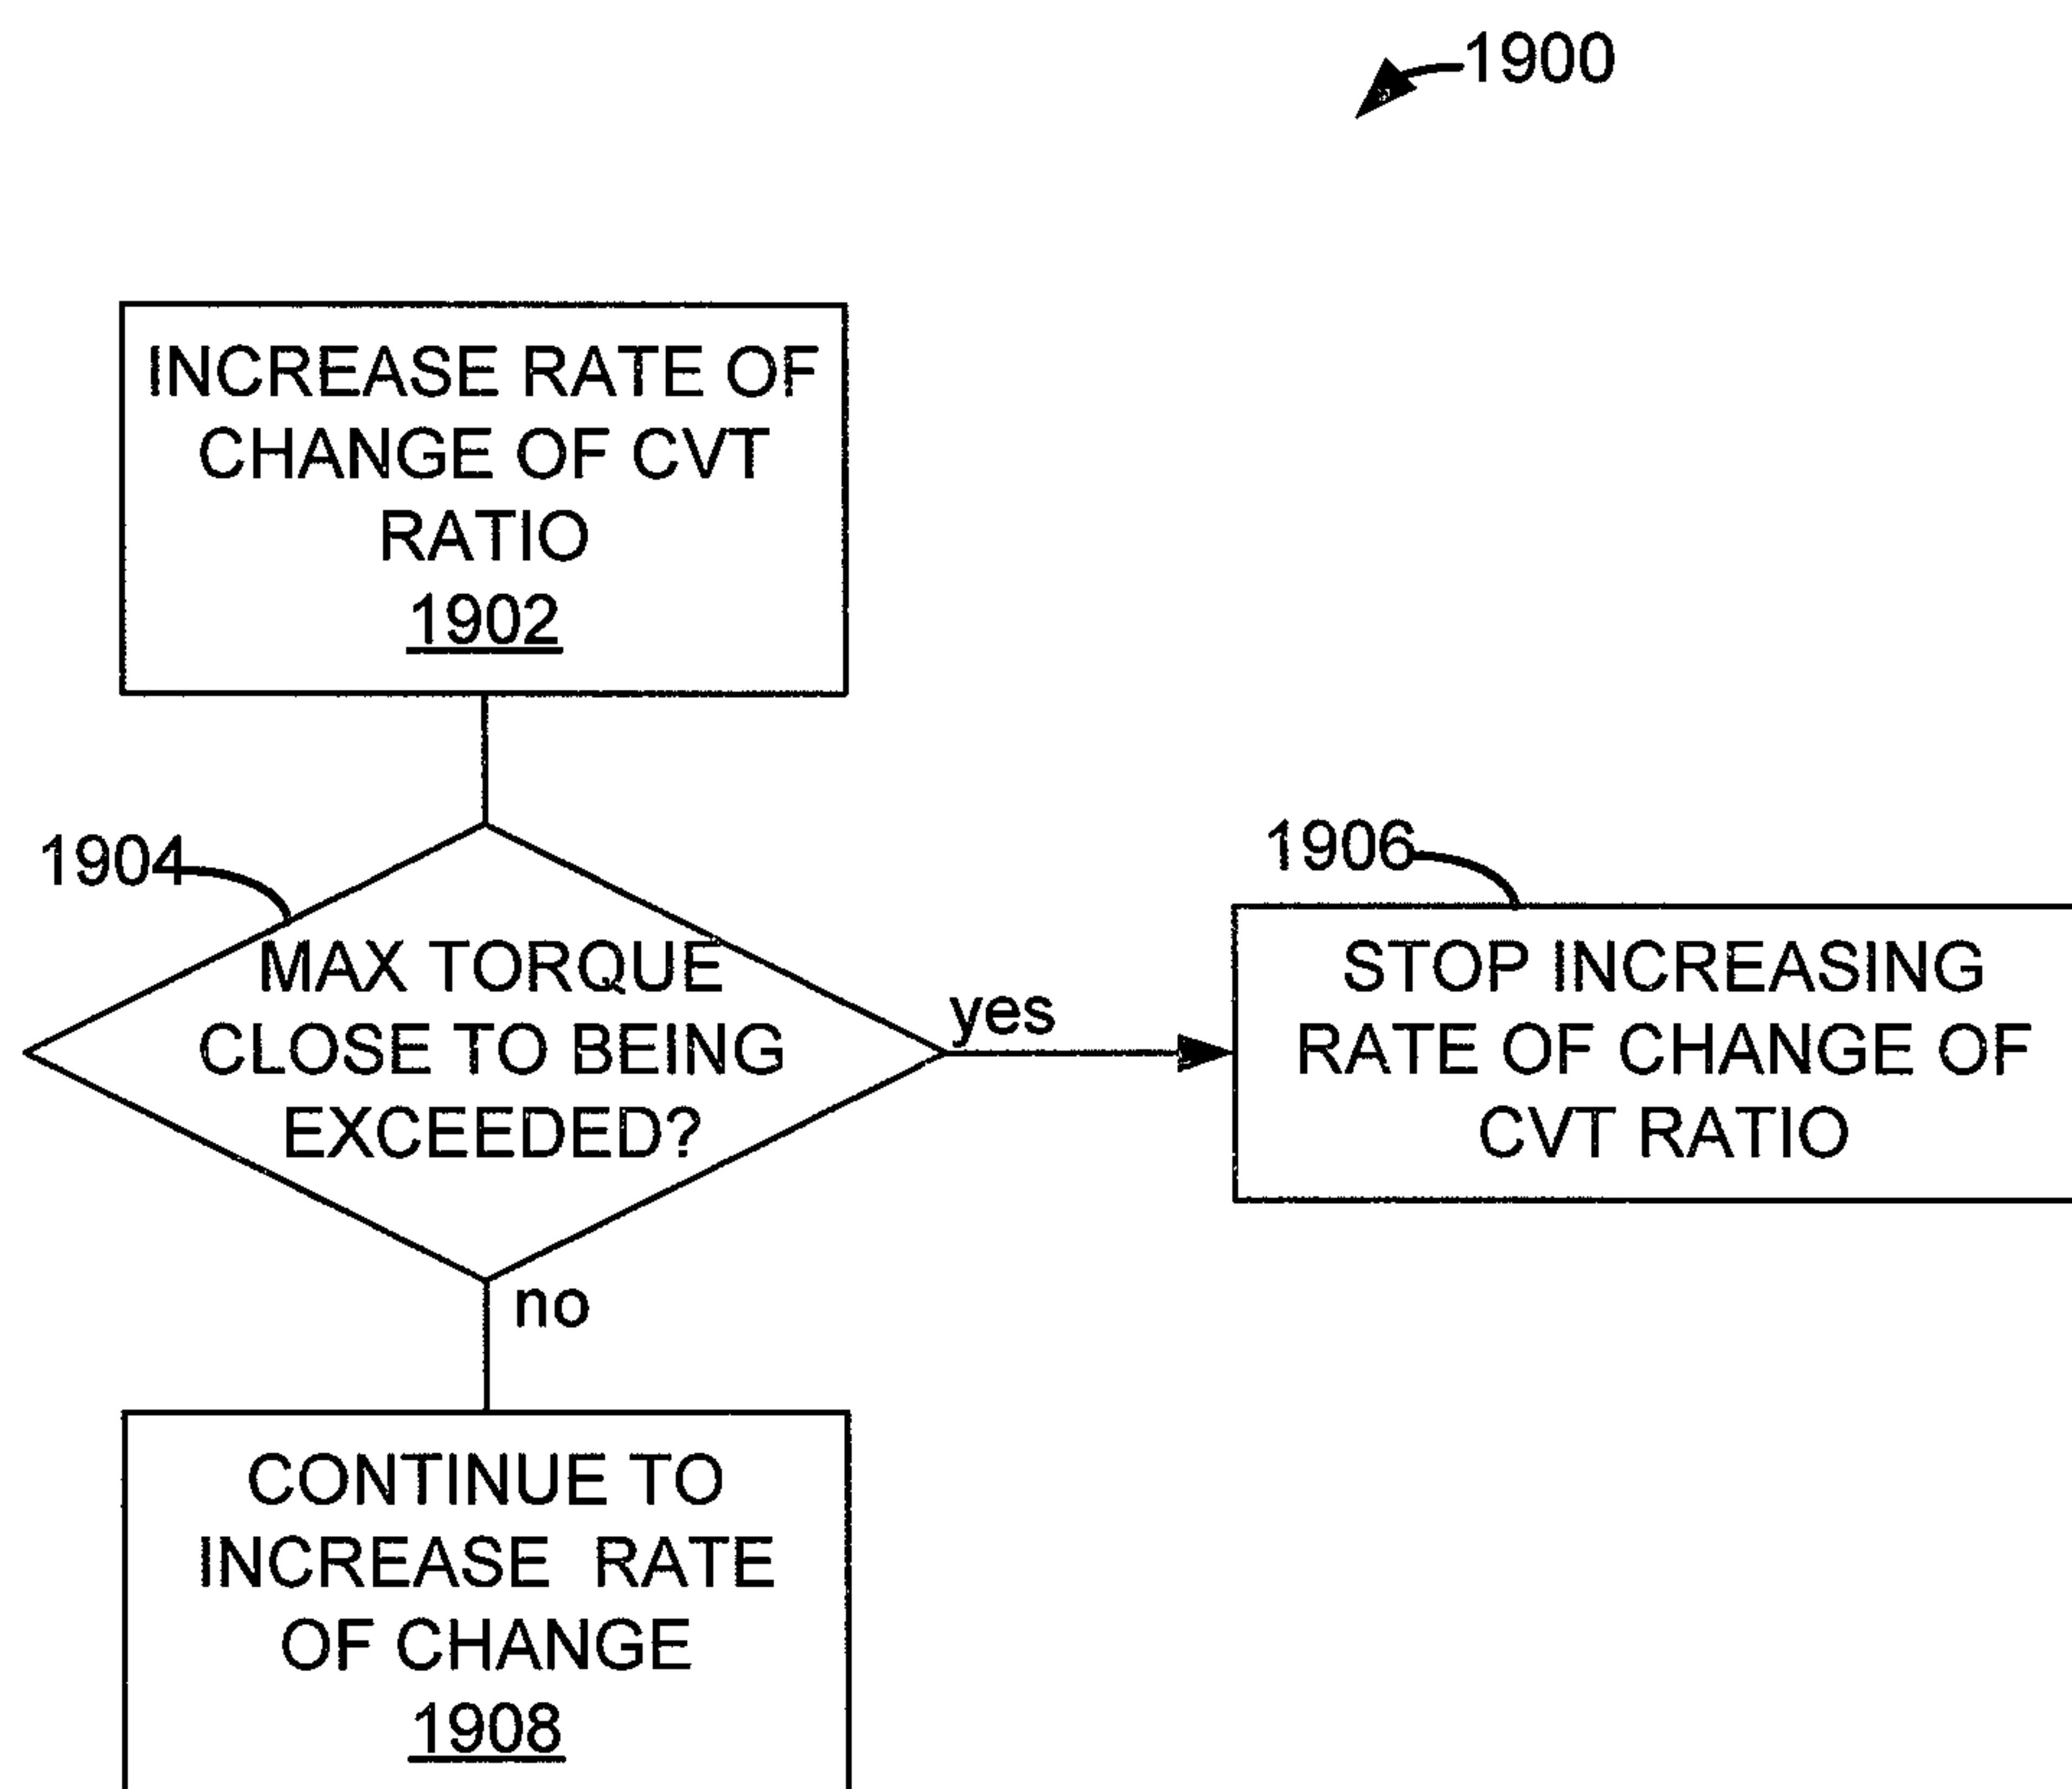 1900
INCREASE RATE OF
CHANGE OF CVT
RATIO
1902
1904
MAX TORQUE
CLOSE TO BEING
EXCEEDED?
yes
1906
STOP INCREASING
RATE OF CHANGE OF
CVT RATIO
no
CONTINUE TO
INCREASE RATE
OF CHANGE
1908